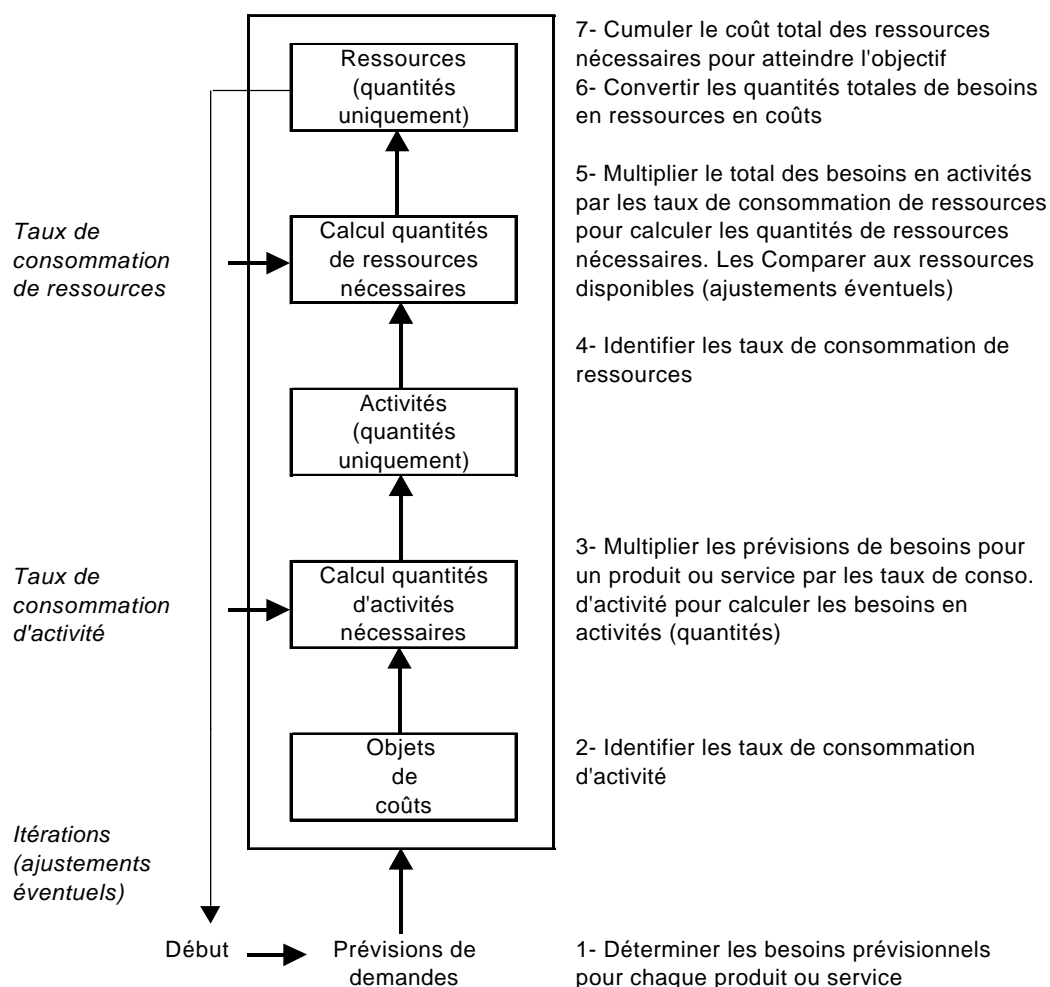 7- Cumuler le coût total des ressources
nécessaires pour atteindre l'objectif
6- Convertir les quantités totales de besoins
en ressources en coûts
Ressources
(quantités
uniquement)
5- Multiplier le total des besoins en activités
par les taux de consommation de ressources
pour calculer les quantités de ressources
nécessaires. Les Comparer aux ressources
disponibles (ajustements éventuels)
Taux de
consommation
de ressources
Calcul quantités
de ressources
nécessaires
4- Identifier les taux de consommation de
ressources
Activités
(quantités
uniquement)
3- Multiplier les prévisions de besoins pour
un produit ou service par les taux de conso.
d'activité pour calculer les besoins en
activités (quantités)
Taux de
consommation
d'activité
Calcul quantités
d'activités
nécessaires
2- Identifier les taux de consommation
d'activité
Objets
de
coûts
Itérations
(ajustements
éventuels)
Début
Prévisions de
demandes
1- Déterminer les besoins prévisionnels
pour chaque produit ou service